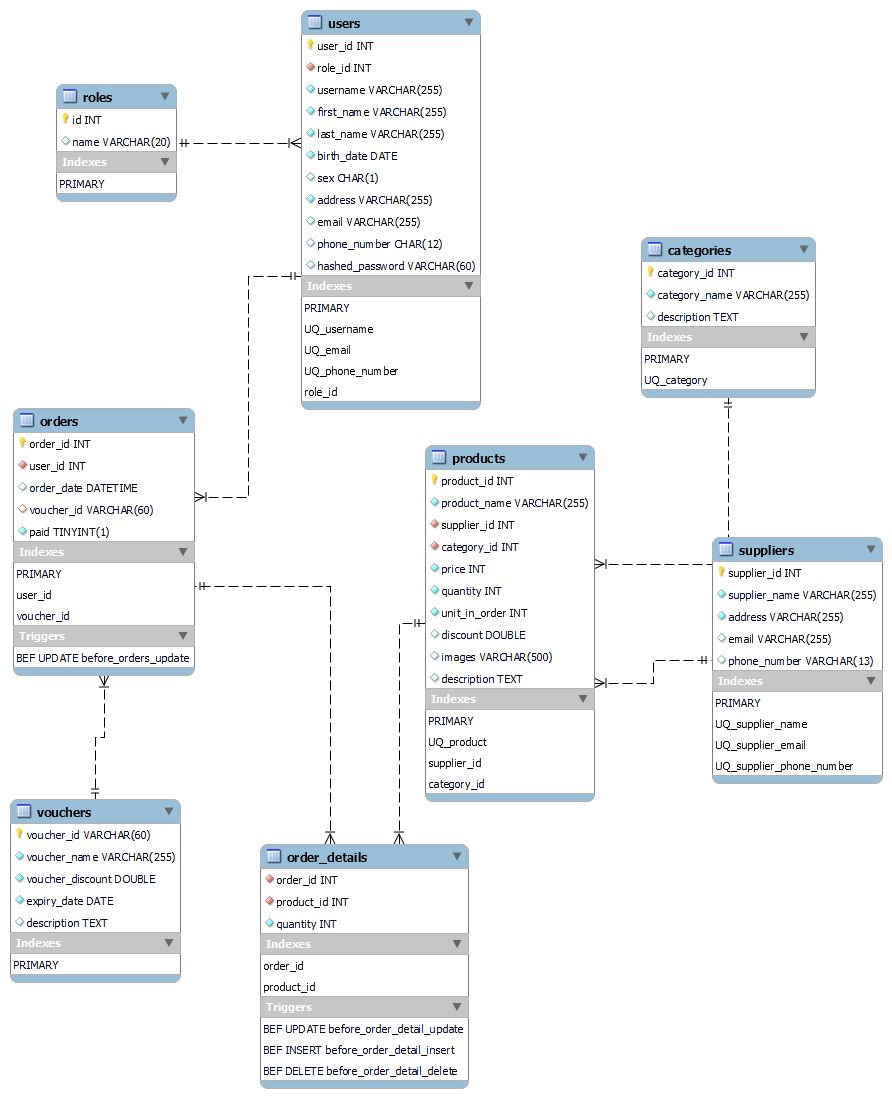 users
user_id INT
role_id INT
username VARCHAR(255)
first_name VARCHAR(255)
last_name VARCHAR(255)
birth_date DATE
sex CHAR(1)
address VARCHAR(255)
email VARCHAR(255)
phone_number CHAR(12)
hashed_password VARCHAR(60)
Indexes
PRIMARY
UQ_username
UQ_email
UQ_phone_number
role_id
roles
id INT
name VARCHAR(20)
Indexes
PRIMARY
categories
category_id INT
category_name VARCHAR(255)
description TEXT
Indexes
PRIMARY
UQ_category
orders
order_id INT
user_id INT
order_date DATETIME
voucher_id VARCHAR(60)
paid TINYINT(1)
Indexes
PRIMARY
user_id
voucher_id
Triggers
BEF UPDATE before_orders_update
products
product_id INT
product_name VARCHAR(255)
supplier_id INT
category_id INT
price INT
quantity INT
unit_in_order INT
discount DOUBLE
images VARCHAR(500)
description TEXT
Indexes
PRIMARY
UQ_product
supplier_id
category_id
suppliers
supplier_id INT
supplier_name VARCHAR(255)
address VARCHAR(255)
email VARCHAR(255)
phone_number VARCHAR(13)
Indexes
PRIMARY
UQ_supplier_name
UQ_supplier_email
UQ_supplier_phone_number
vouchers
voucher_id VARCHAR(60)
voucher_name VARCHAR(255)
voucher_discount DOUBLE
expiry_date DATE
description TEXT
Indexes
PRIMARY
order_details
order_id INT
product_id INT
quantity INT
Indexes
order_id
product_id
Triggers
BEF UPDATE before_order_detail_update
BEF INSERT before_order_detail_insert
BEF DELETE before_order_detail_delete